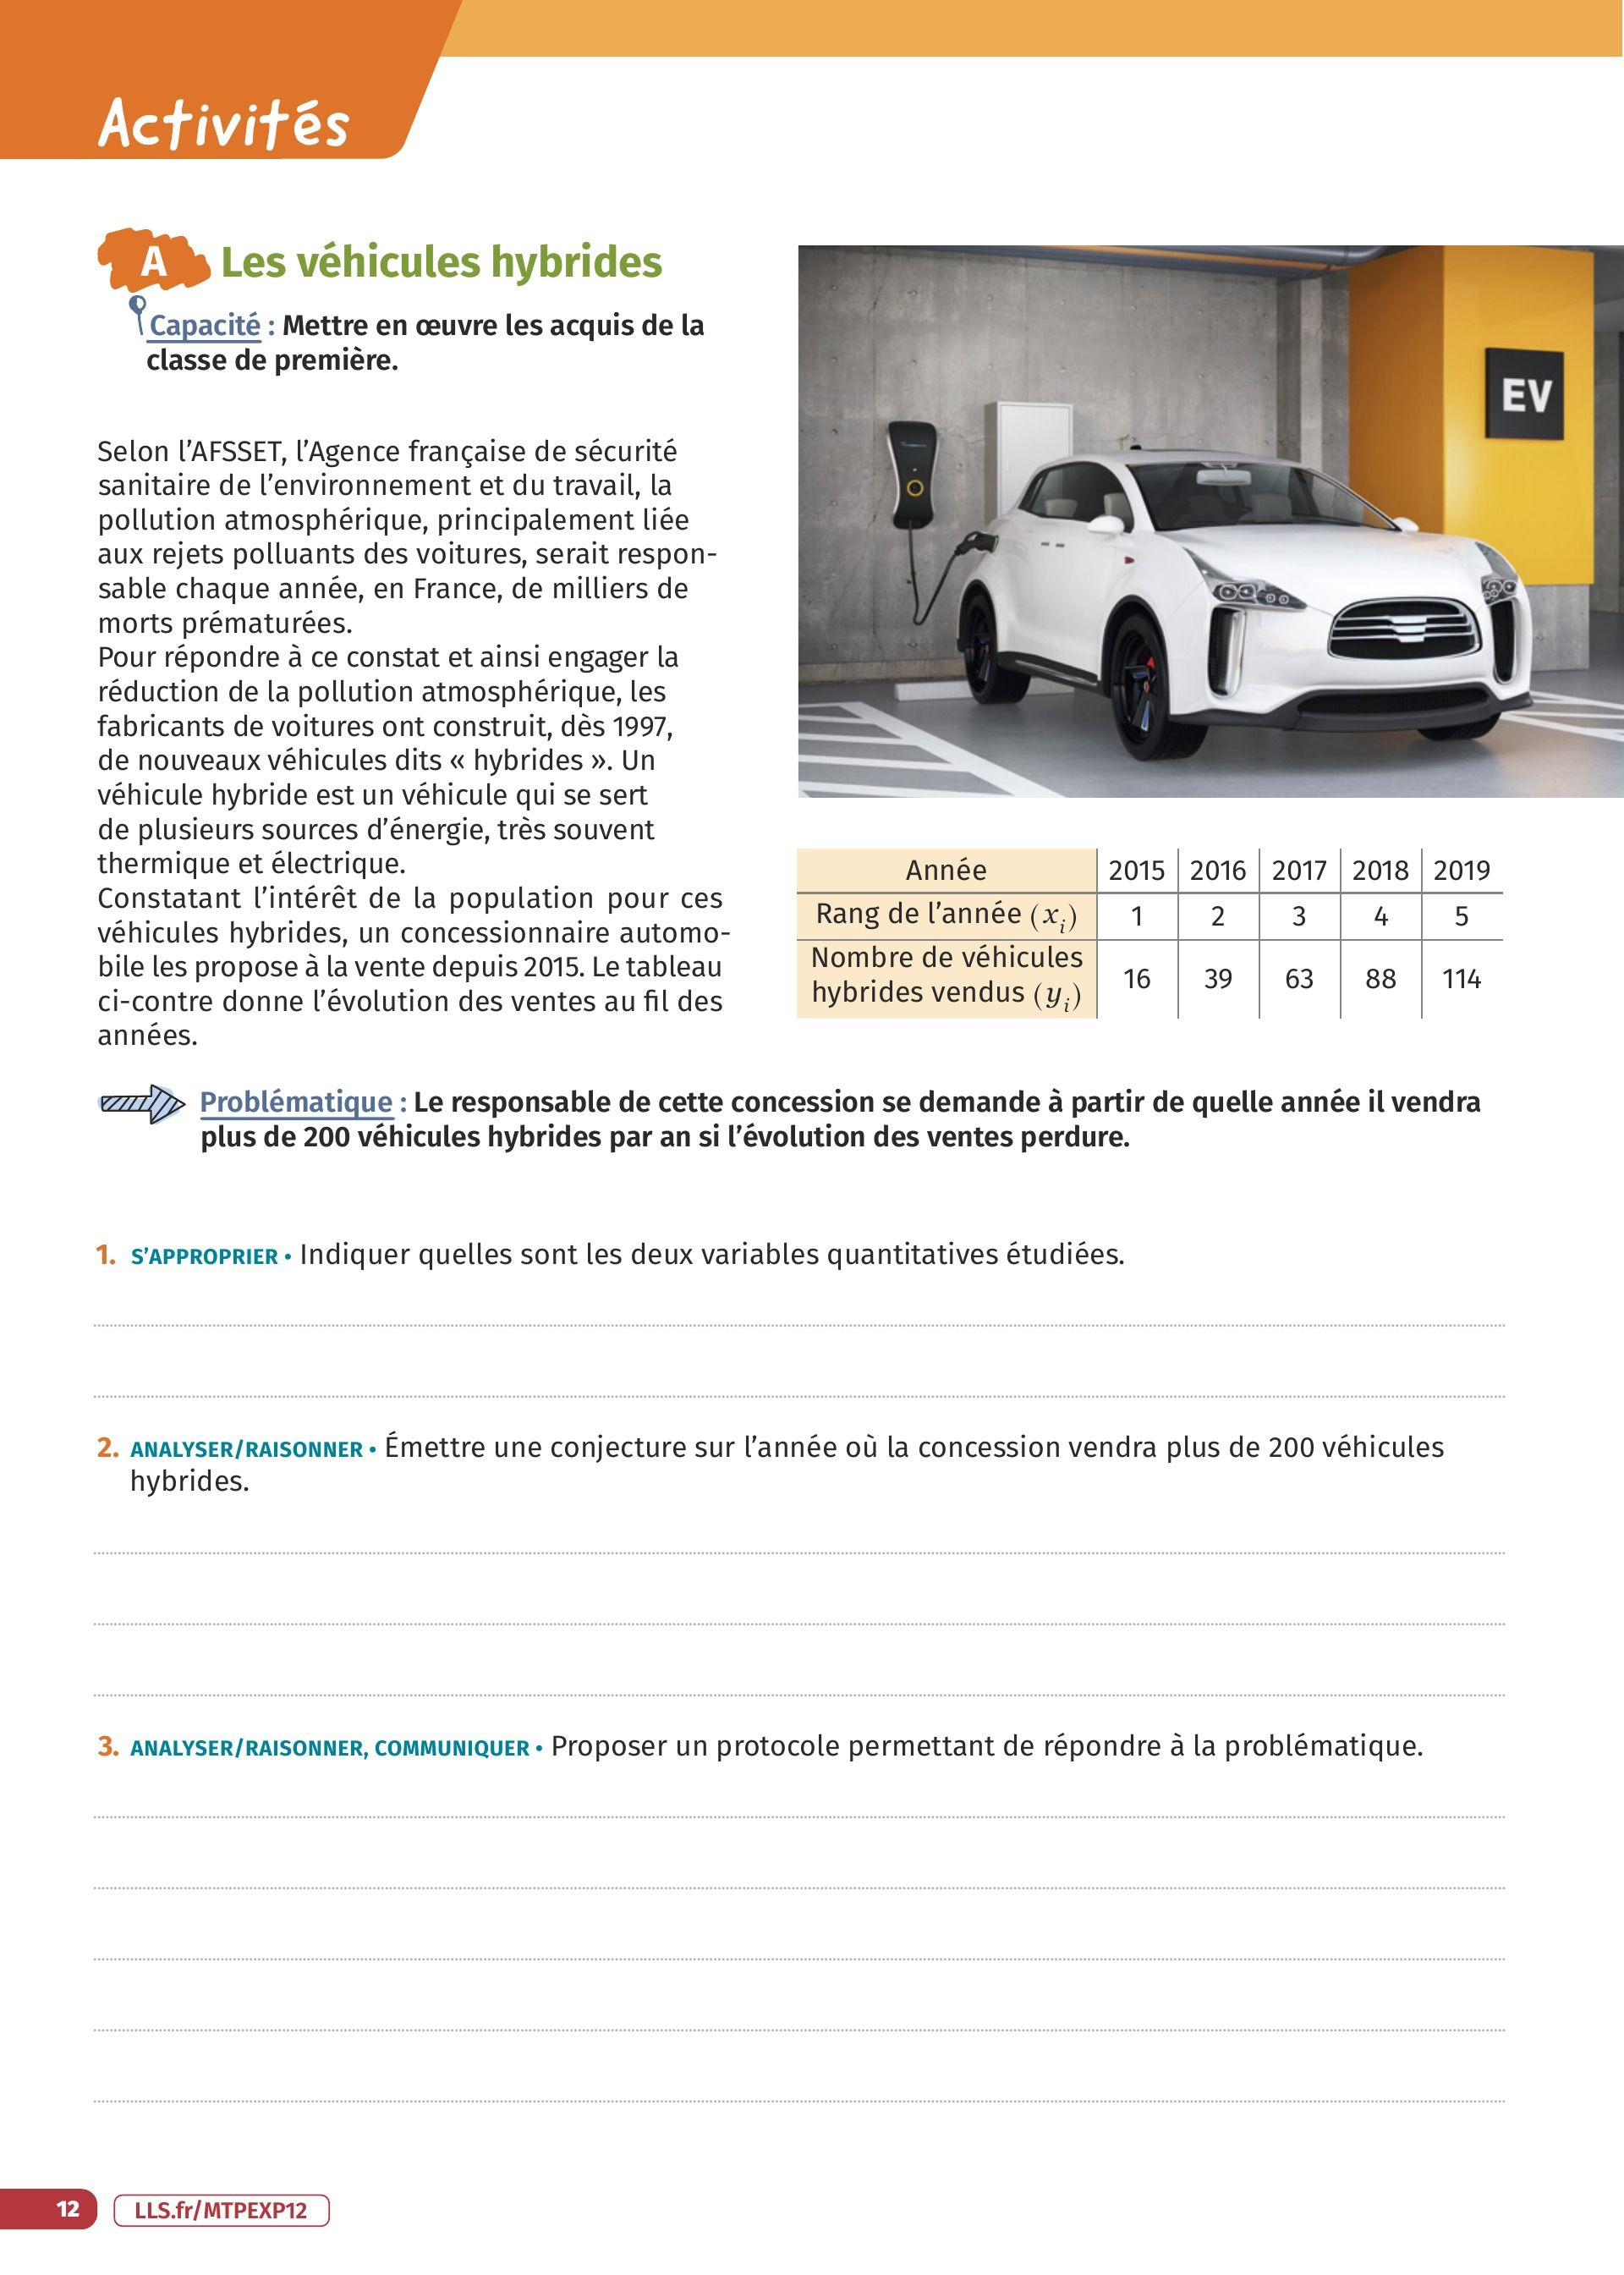 Activités
A Les véhicules hybrides
Capacité : Mettre en œuvre les acquis de la
classe de première.
Selon l’AFSSET, l’Agence française de sécurité
sanitaire de l’environnement et du travail, la
pollution atmosphérique, principalement liée
aux rejets polluants des voitures, serait respon-
sable chaque année, en France, de milliers de
morts prématurées.
Pour répondre à ce constat et ainsi engager la
réduction de la pollution atmosphérique, les
fabricants de voitures ont construit, dès 1997,
de nouveaux véhicules dits « hybrides ». Un
véhicule hybride est un véhicule qui se sert
de plusieurs sources d’énergie, très souvent
thermique et électrique.
Constatant l’intérêt de la population pour ces
véhicules hybrides, un concessionnaire automo-
bile les propose à la vente depuis 2015. Le tableau
ci-contre donne l’évolution des ventes au fil des
années.
EV
Année 2015 2016 2017 2018 2019
Rang de l’année (x_i) 1 2 3 4 5
Nombre de véhicules
hybrides vendus (y_i) 16 39 63 88 114
Problématique : Le responsable de cette concession se demande à partir de quelle année il vendra
plus de 200 véhicules hybrides par an si l’évolution des ventes perdure.
1. S’APPROPRIER • Indiquer quelles sont les deux variables quantitatives étudiées.
2. ANALYSER/RAISONNER • Émettre une conjecture sur l’année où la concession vendra plus de 200 véhicules
hybrides.
3. ANALYSER/RAISONNER, COMMUNIQUER • Proposer un protocole permettant de répondre à la problématique.
12 LLS.fr/MTPEXP12